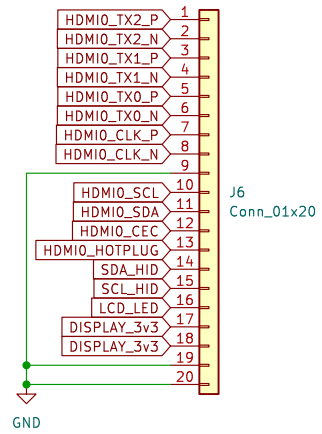 HDMI0_TX2_P 1
HDMI0_TX2_N 2
HDMI0_TX1_P 3
HDMI0_TX1_N 4
HDMI0_TX0_P 5
HDMI0_TX0_N 6
HDMI0_CLK_P 7
HDMI0_CLK_N 8
9
HDMI0_SCL 10
J6
HDMI0_SDA 11
Conn_01x20
HDMI0_CEC 12
HDMI0_HOTPLUG 13
SDA_HID 14
SCL_HID 15
LCD_LED 16
DISPLAY_3v3 17
DISPLAY_3v3 18
19
20
GND